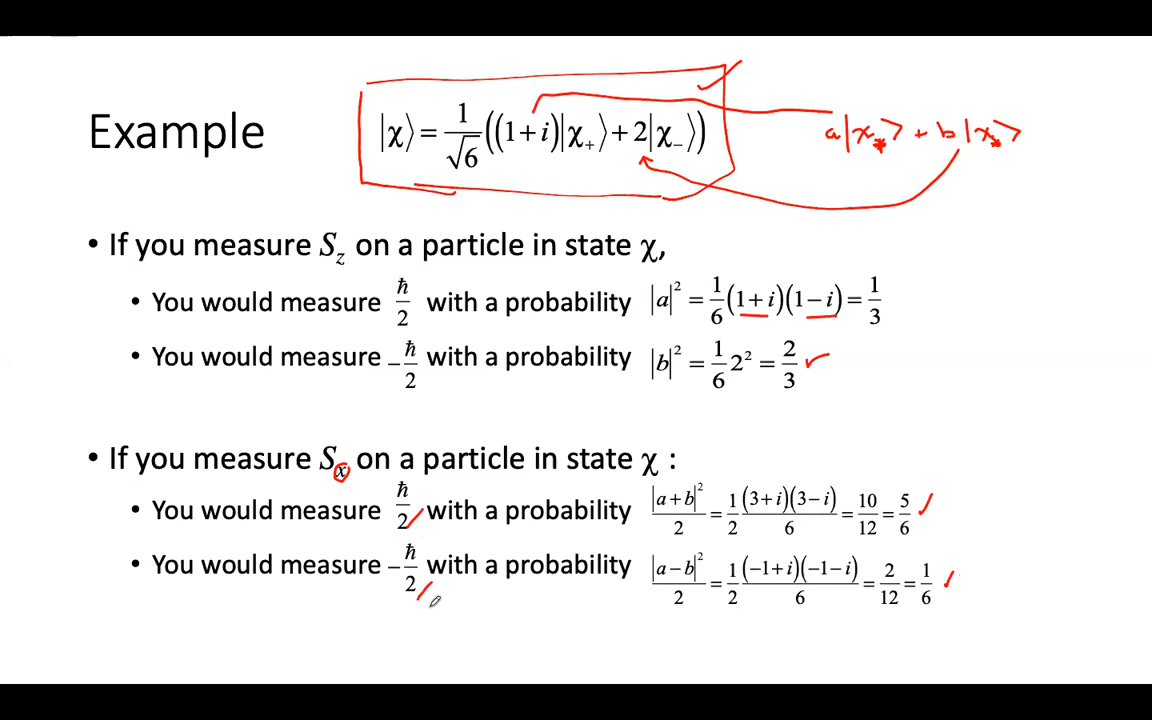 Example |χ⟩ = 1/√6 ((1+i)|χ₊⟩ + 2|χ₋⟩) a|χ⟩ + b|χ⟩
• If you measure S_z on a particle in state χ,
• You would measure ħ/2 with a probability |a|² = 1/6 (1+i)(1−i) = 1/3
• You would measure −ħ/2 with a probability |b|² = 1/6 2² = 2/3
• If you measure S_x on a particle in state χ :
• You would measure ħ/2 with a probability |a+b|²/2 = 1/2 (3+i)(3−i)/6 = 10/12 = 5/6
• You would measure −ħ/2 with a probability |a−b|²/2 = 1/2 (−1+i)(−1−i)/6 = 2/12 = 1/6